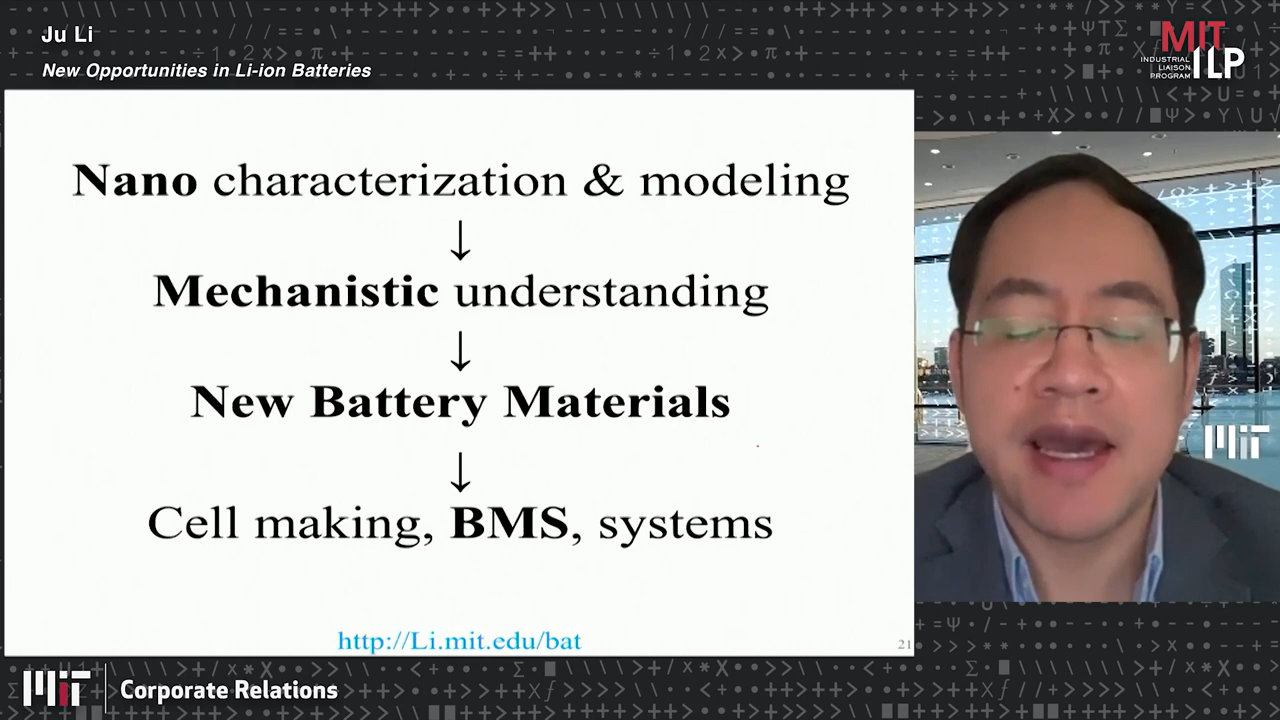 Ju Li
New Opportunities in Li-ion Batteries
MIT
INDUSTRIAL
LIAISON
PROGRAM
ILP
Nano characterization & modeling
↓
Mechanistic understanding
↓
New Battery Materials
↓
Cell making, BMS, systems
http://Li.mit.edu/bat
21
MIT
MIT
Corporate Relations